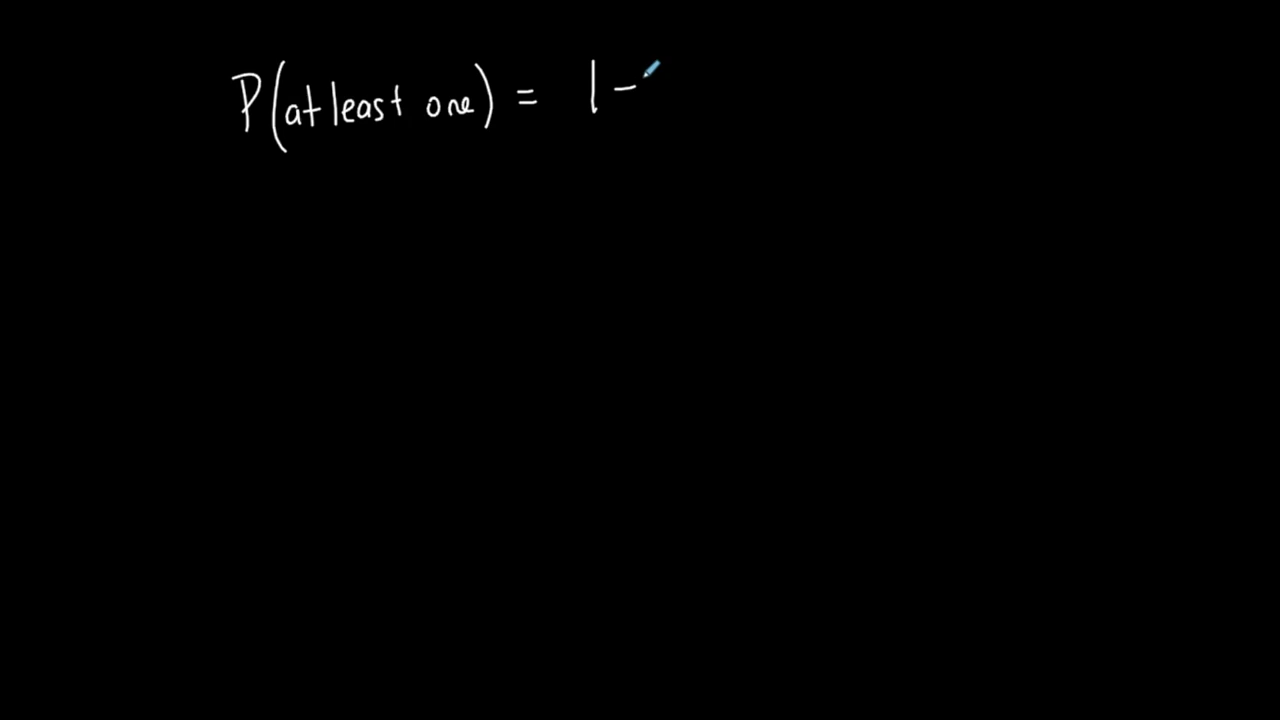 P(at least one) = 1 -